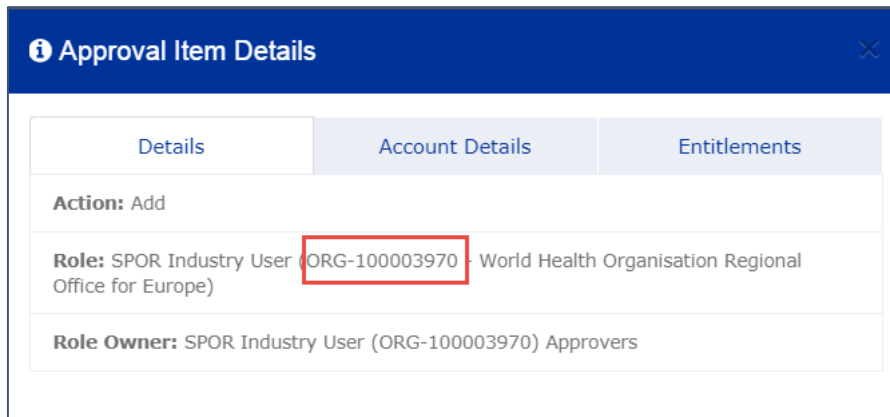 Approval Item Details
Details
Account Details
Entitlements
Action: Add
Role: SPOR Industry User (ORG-100003970 - World Health Organisation Regional
Office for Europe)
Role Owner: SPOR Industry User (ORG-100003970) Approvers